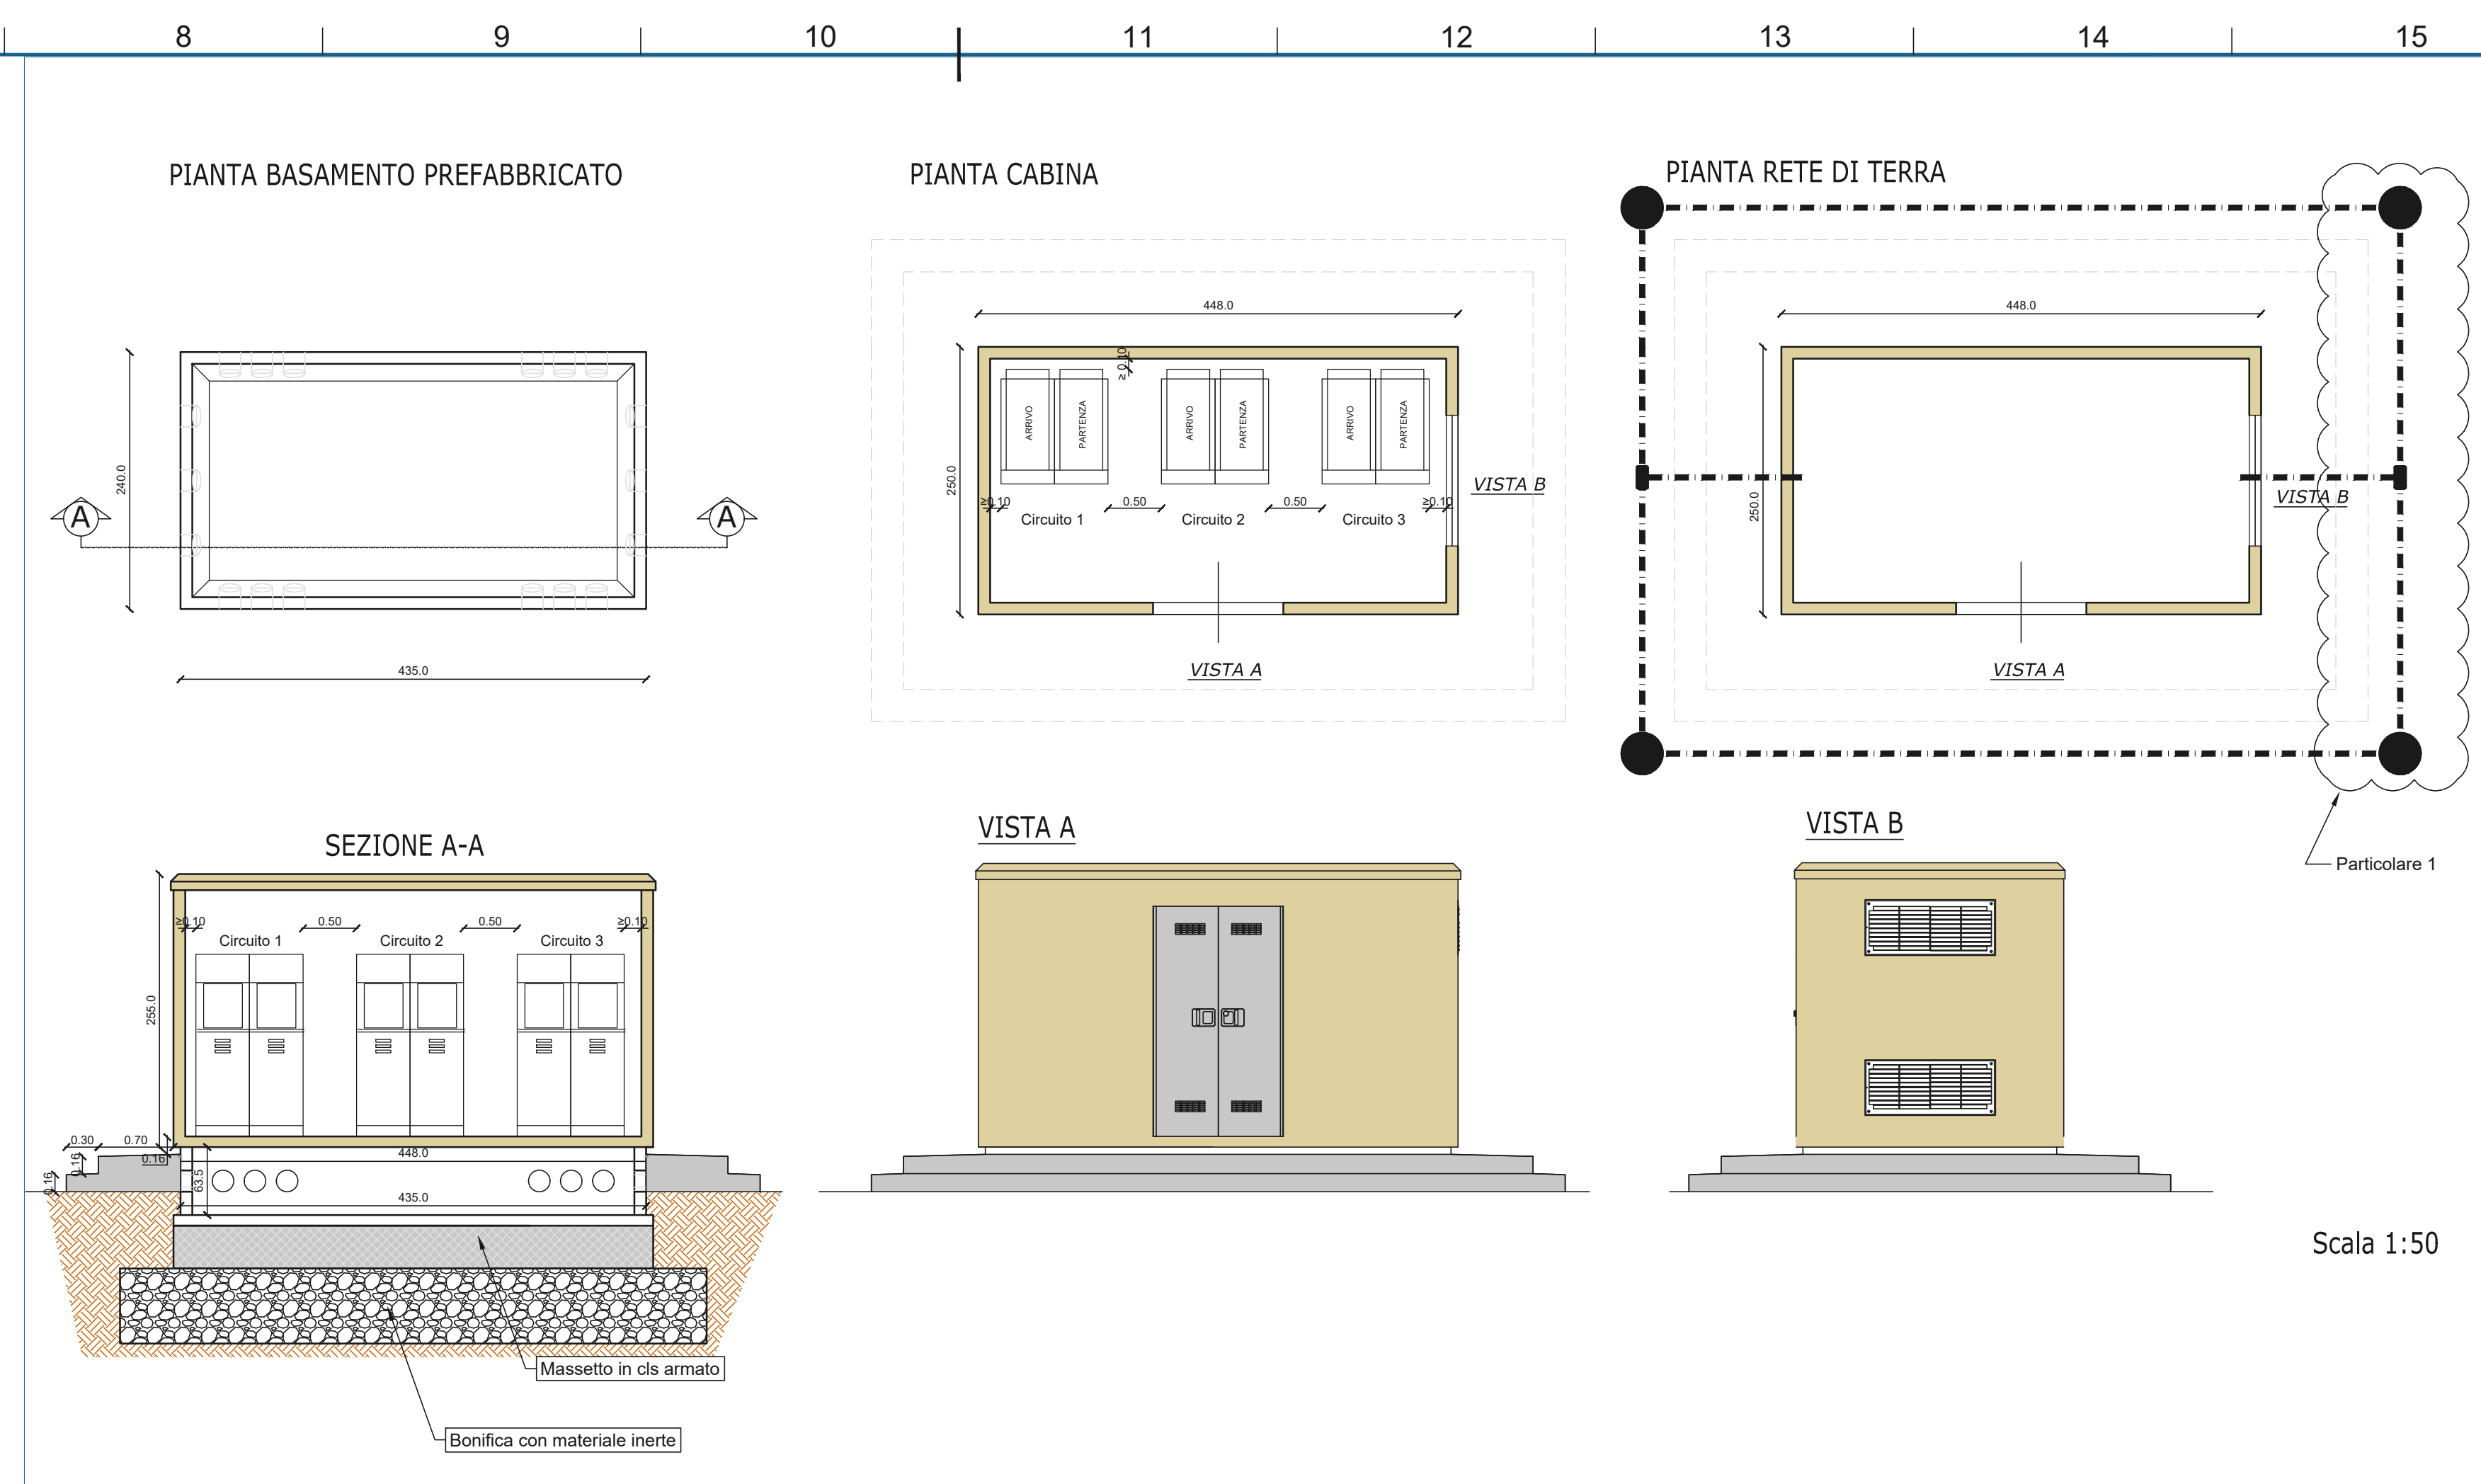 8 9 10 11 12 13 14 15
PIANTA BASAMENTO PREFABBRICATO
240.0
A
A
435.0
PIANTA CABINA
448.0
250.0
≥ 0.10
ARRIVO
PARTENZA
ARRIVO
PARTENZA
ARRIVO
PARTENZA
≥0.10
0.50
0.50
≥0.10
Circuito 1
Circuito 2
Circuito 3
VISTA B
VISTA A
PIANTA RETE DI TERRA
448.0
250.0
VISTA B
VISTA A
Particolare 1
SEZIONE A-A
≥0.10
0.50
0.50
≥0.10
Circuito 1
Circuito 2
Circuito 3
255.0
0.30
0.70
0.16
0.16
0.16
448.0
63.5
435.0
Massetto in cls armato
Bonifica con materiale inerte
VISTA A
VISTA B
Scala 1:50